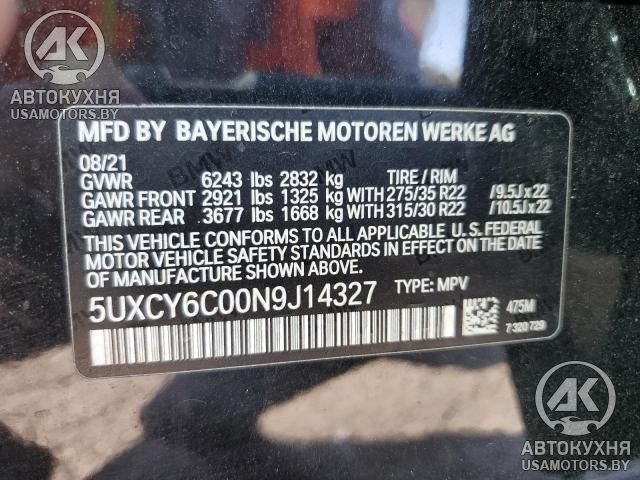 AK
АВТОКУХНЯ
USAMOTORS.BY
MFD BY BAYERISCHE MOTOREN WERKE AG
08/21
GVWR 6243 lbs 2832 kg TIRE / RIM
GAWR FRONT 2921 lbs 1325 kg WITH 275/35 R22 /9.5J x 22
GAWR REAR 3677 lbs 1668 kg WITH 315/30 R22 /10.5J x 22
THIS VEHICLE CONFORMS TO ALL APPLICABLE U.S. FEDERAL
MOTOR VEHICLE SAFETY STANDARDS IN EFFECT ON THE DATE
OF MANUFACTURE SHOWN ABOVE.
5UXCY6C00N9J14327 TYPE: MPV
475M
7 320 729
AK
АВТОКУХНЯ
USAMOTORS.BY